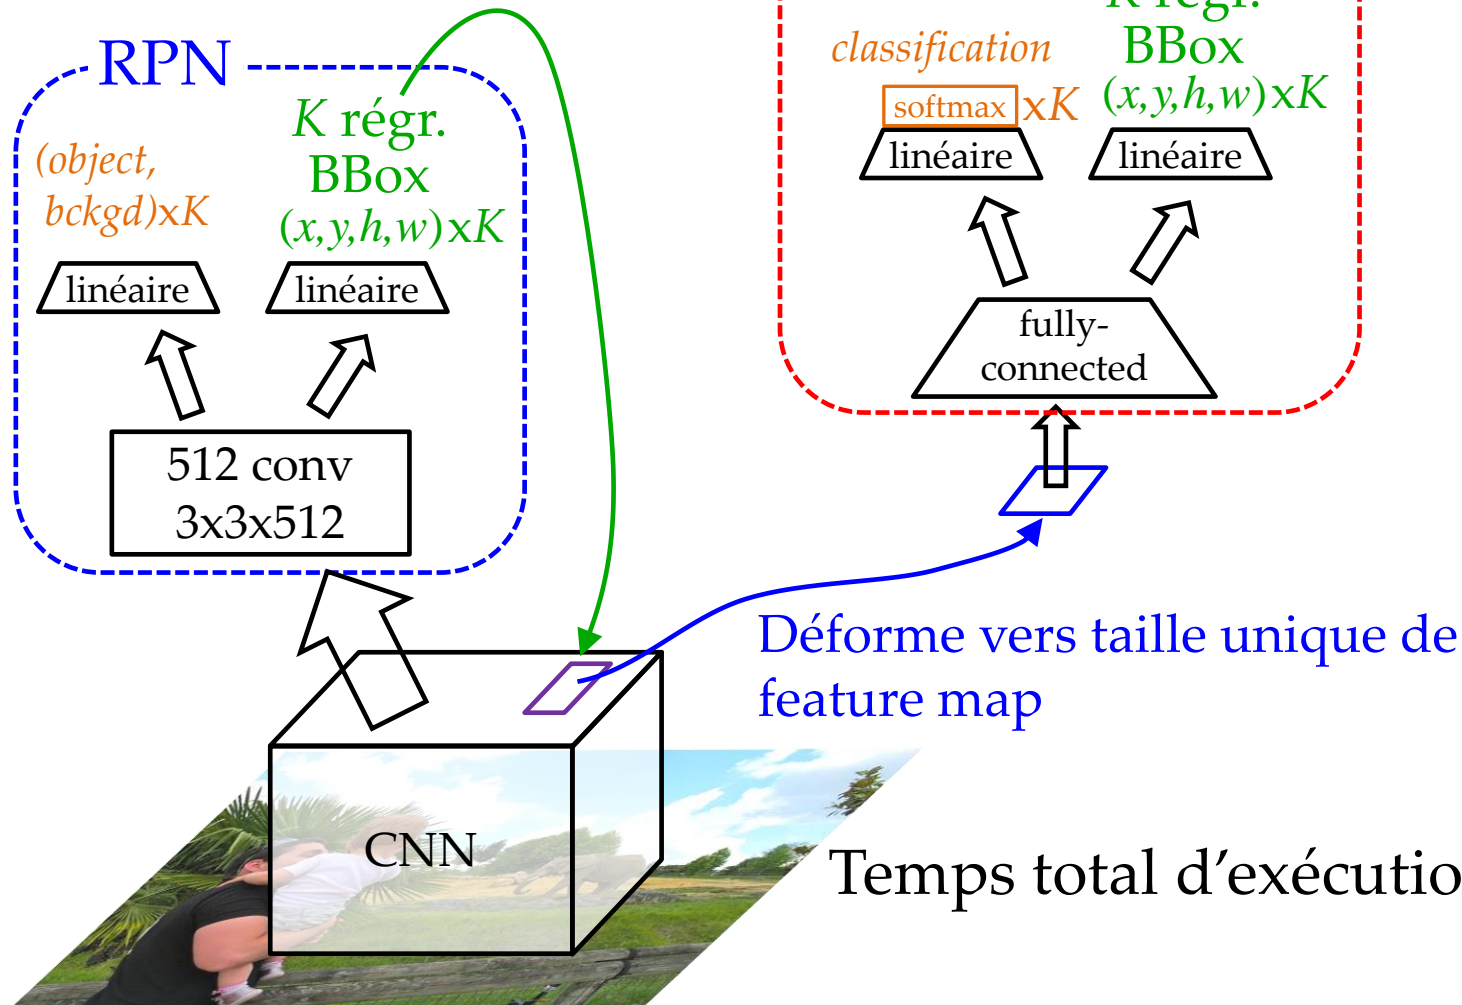 RPN
K régr.
BBox
(x,y,h,w)xK
(object,
bckgd)xK
linéaire
linéaire
512 conv
3x3x512
K régr.
BBox
(x,y,h,w)xK
classification
softmax xK
linéaire
linéaire
fully-
connected
Déforme vers taille unique de
feature map
CNN
Temps total d’exécutio